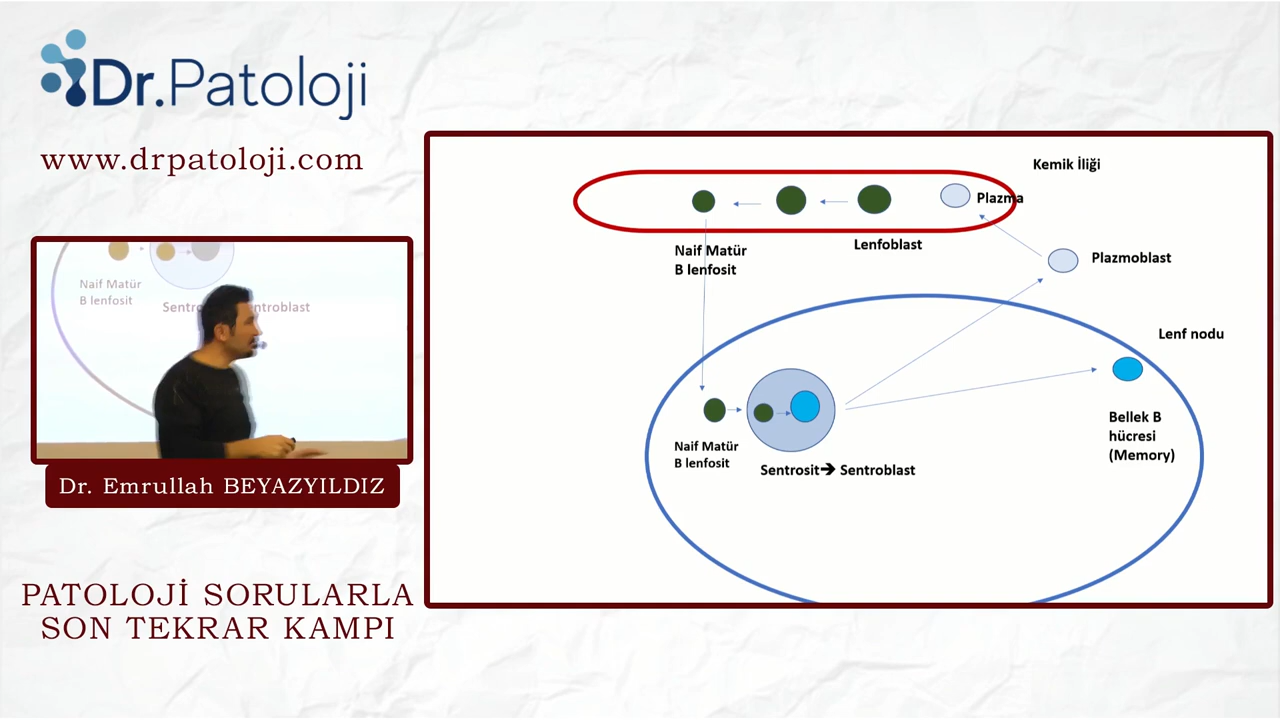 Dr.Patoloji
www.drpatoloji.com
Kemik İliği
Plazma
Naif Matür
B lenfosit
Lenfoblast
Plazmoblast
Lenf nodu
Naif Matür
B lenfosit
Sentrosit➔ Sentroblast
Bellek B
hücresi
(Memory)
Naif Matür
B lenfosit
Dr. Emrullah BEYAZYILDIZ
PATOLOJİ SORULARLA
SON TEKRAR KAMPI